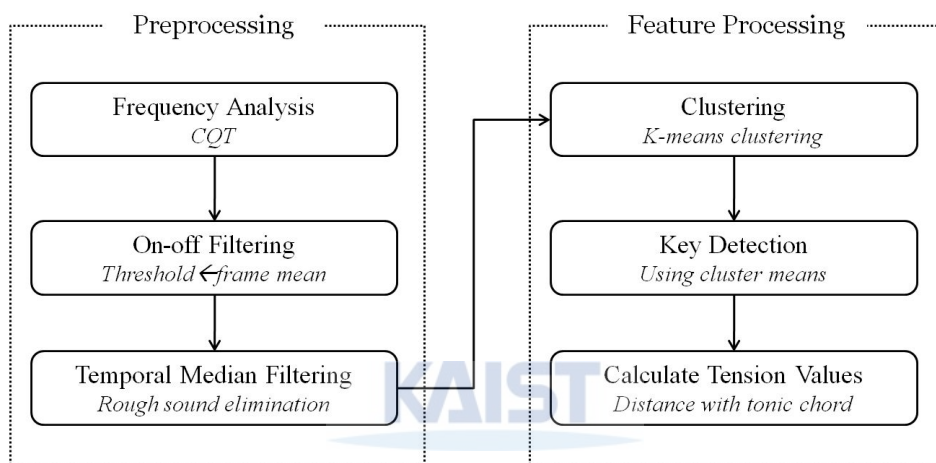 Preprocessing
Frequency Analysis
CQT
On-off Filtering
Threshold←frame mean
Temporal Median Filtering
Rough sound elimination
Feature Processing
Clustering
K-means clustering
Key Detection
Using cluster means
Calculate Tension Values
Distance with tonic chord
KAIST